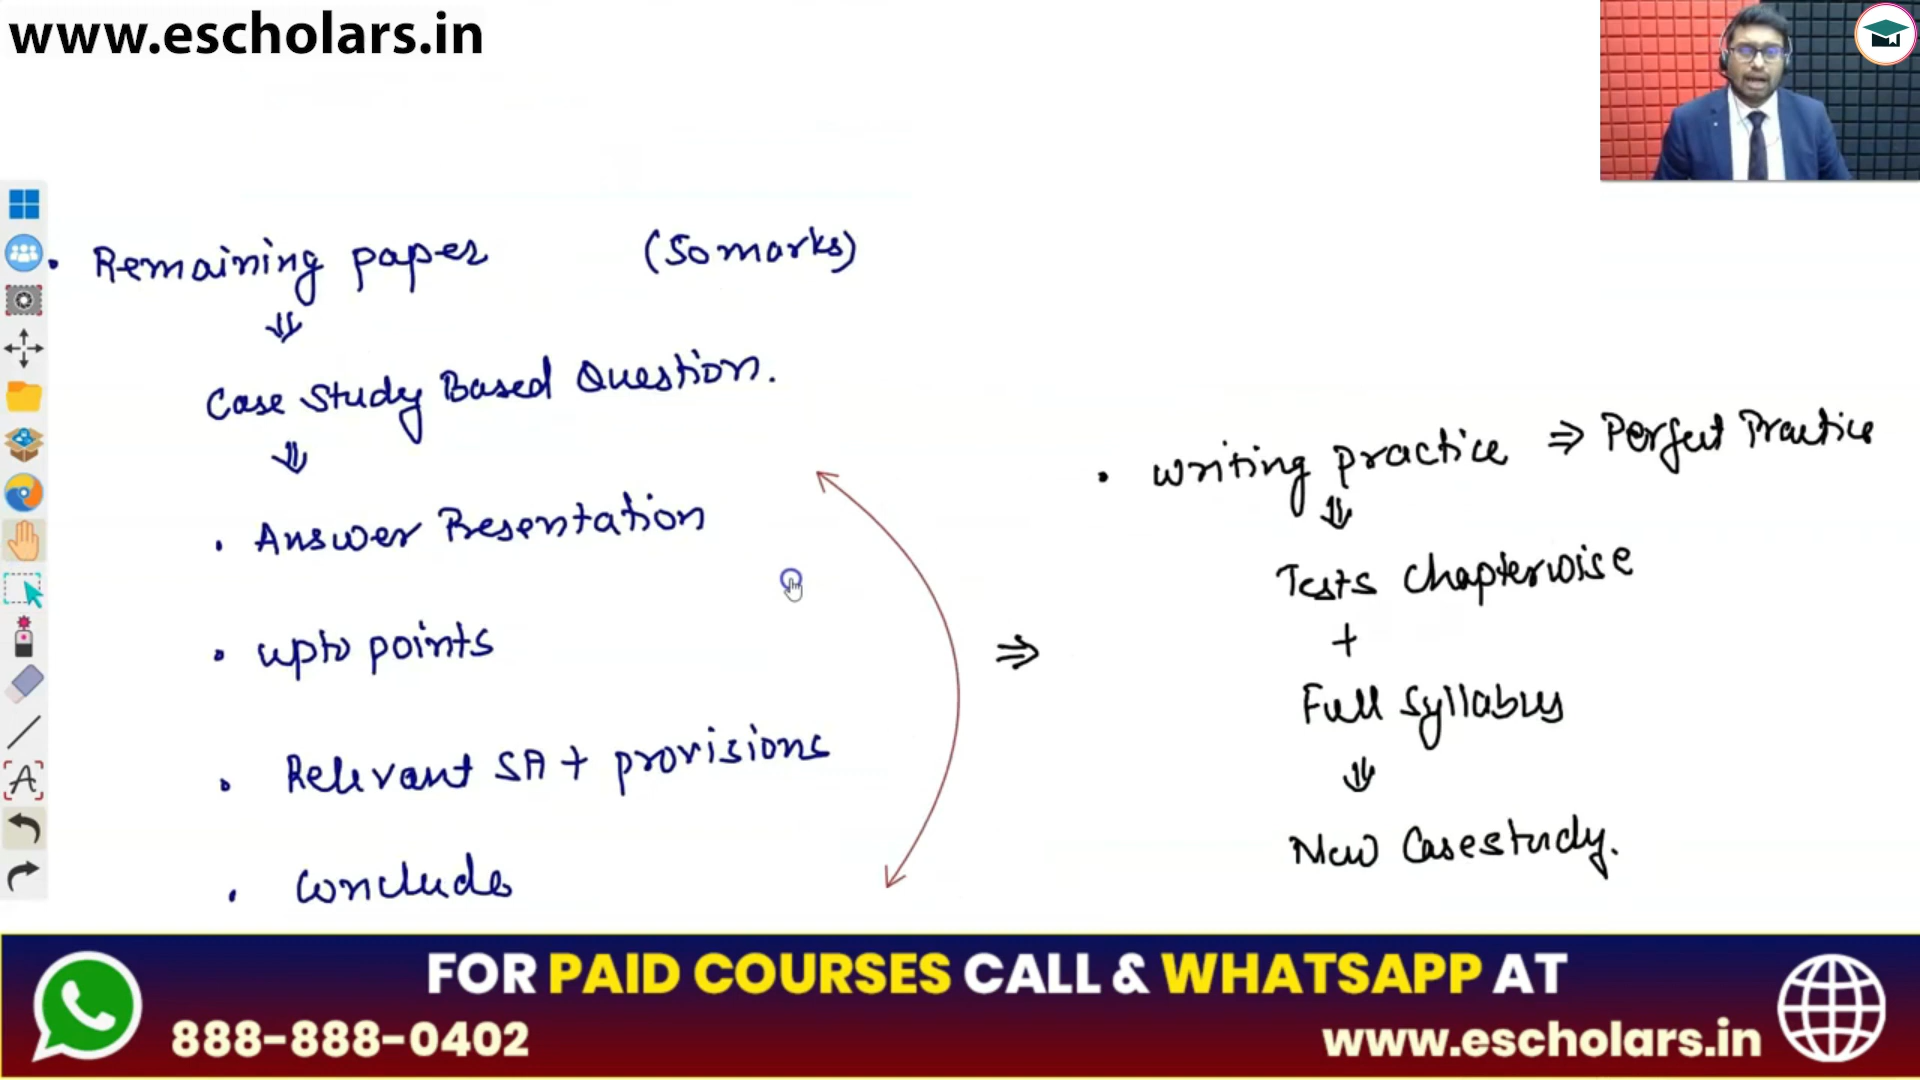 www.escholars.in
• Remaining paper (50 marks)
⇓
Case Study Based Question.
⇓
• Answer Presentation
• upto points
• Relevant SA + provisions
• Conclude
⇒
• writing practice ⇒ Perfect Practice
⇓
Tests Chapterwise
+
Full Syllabus
⇓
New Case study.
FOR PAID COURSES CALL & WHATSAPP AT
888-888-0402
www.escholars.in